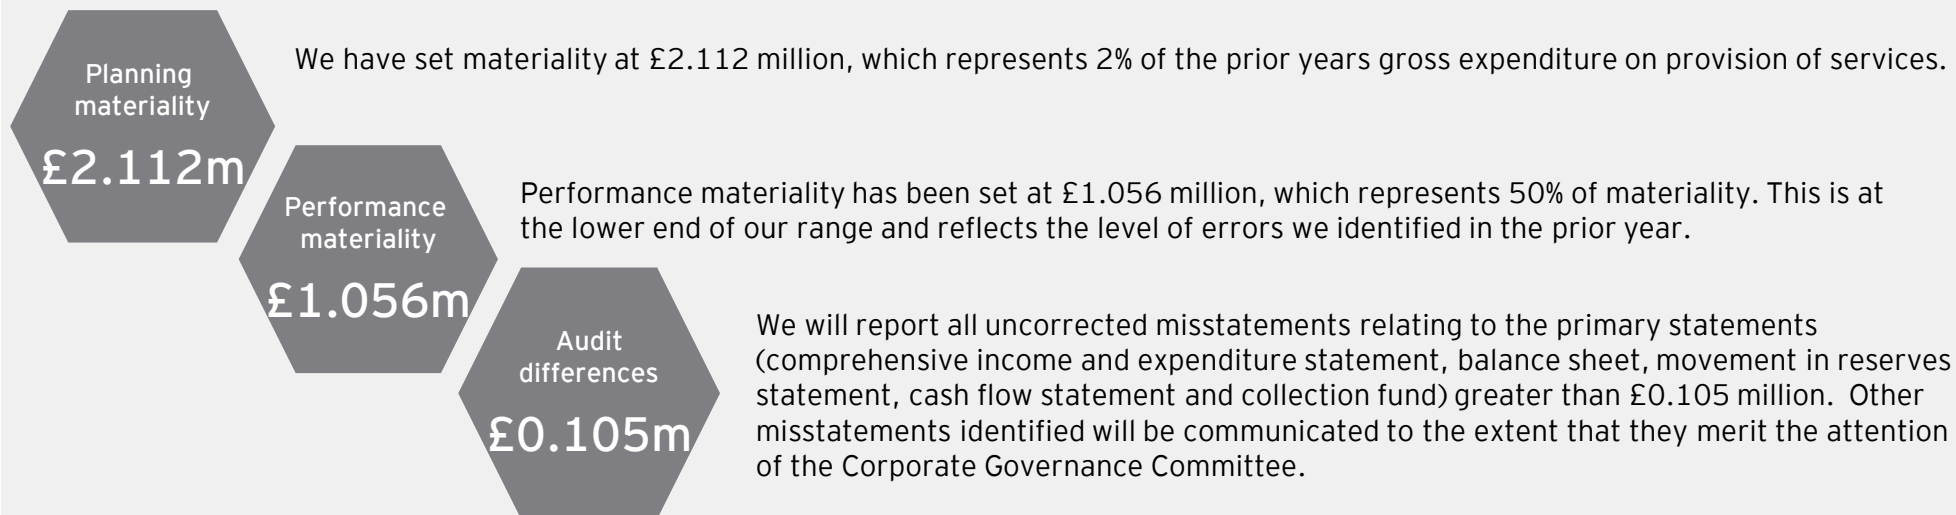 Planning
materiality
£2.112m
We have set materiality at £2.112 million, which represents 2% of the prior years gross expenditure on provision of services.
Performance
materiality
£1.056m
Performance materiality has been set at £1.056 million, which represents 50% of materiality. This is at
the lower end of our range and reflects the level of errors we identified in the prior year.
Audit
differences
£0.105m
We will report all uncorrected misstatements relating to the primary statements
(comprehensive income and expenditure statement, balance sheet, movement in reserves
statement, cash flow statement and collection fund) greater than £0.105 million.  Other
misstatements identified will be communicated to the extent that they merit the attention
of the Corporate Governance Committee.